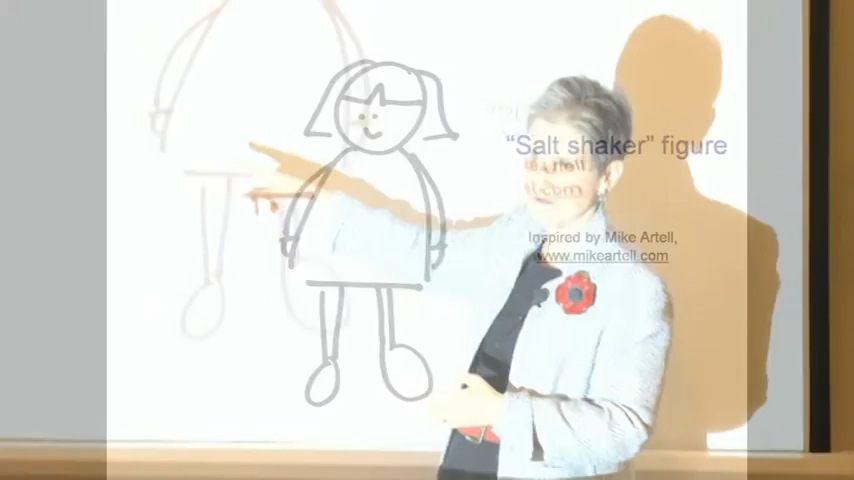 “Salt shaker” figure
Inspired by Mike Artell,
www.mikeartell.com